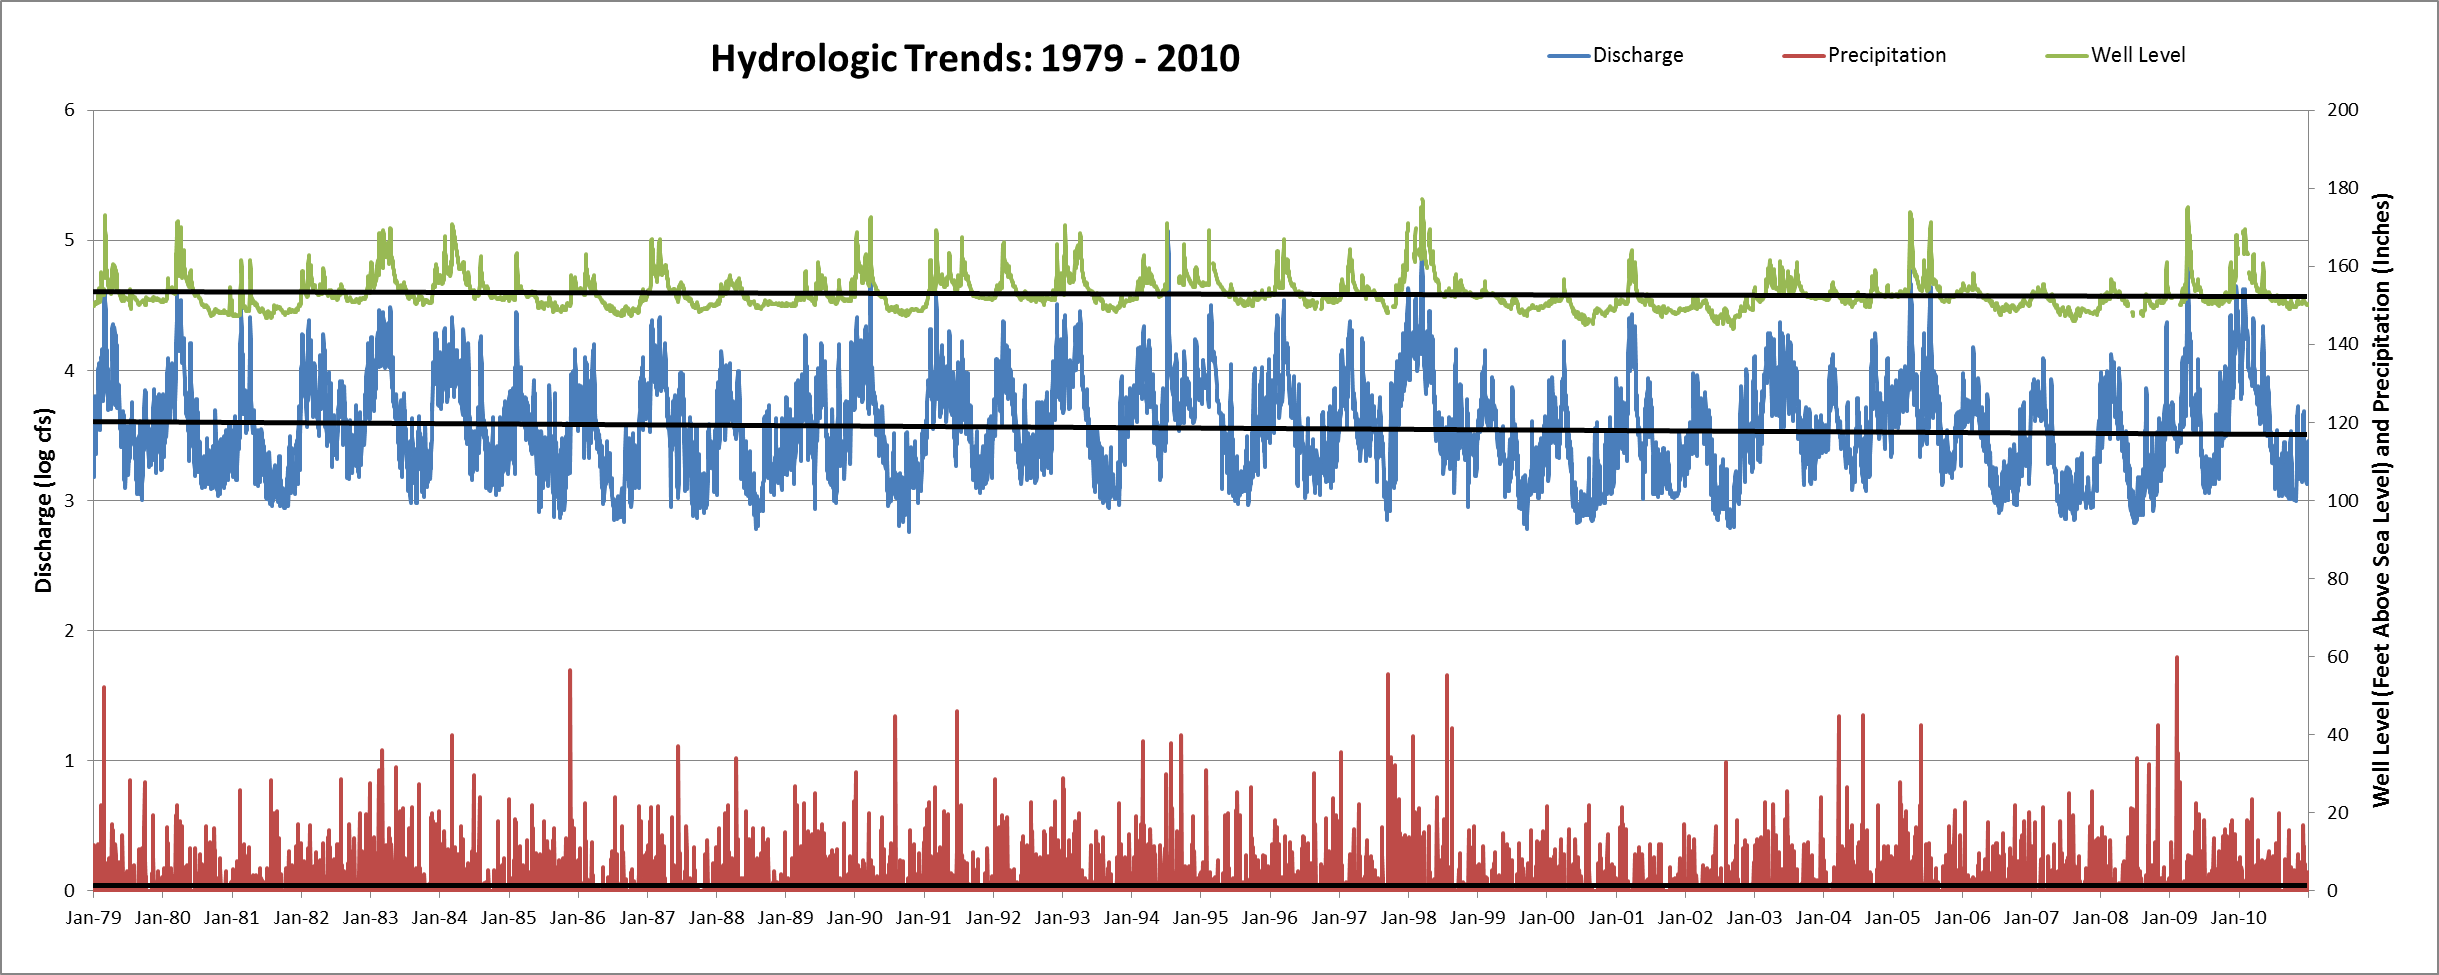 Hydrologic Trends: 1979 - 2010
Discharge
Precipitation
Well Level
Discharge (log cfs)
6
5
4
3
2
1
0
200
180
160
140
120
100
80
60
40
20
0
Well Level (Feet Above Sea Level) and Precipitation (Inches)
Jan-79 Jan-80 Jan-81 Jan-82 Jan-83 Jan-84 Jan-85 Jan-86 Jan-87 Jan-88 Jan-89 Jan-90 Jan-91 Jan-92 Jan-93 Jan-94 Jan-95 Jan-96 Jan-97 Jan-98 Jan-99 Jan-00 Jan-01 Jan-02 Jan-03 Jan-04 Jan-05 Jan-06 Jan-07 Jan-08 Jan-09 Jan-10